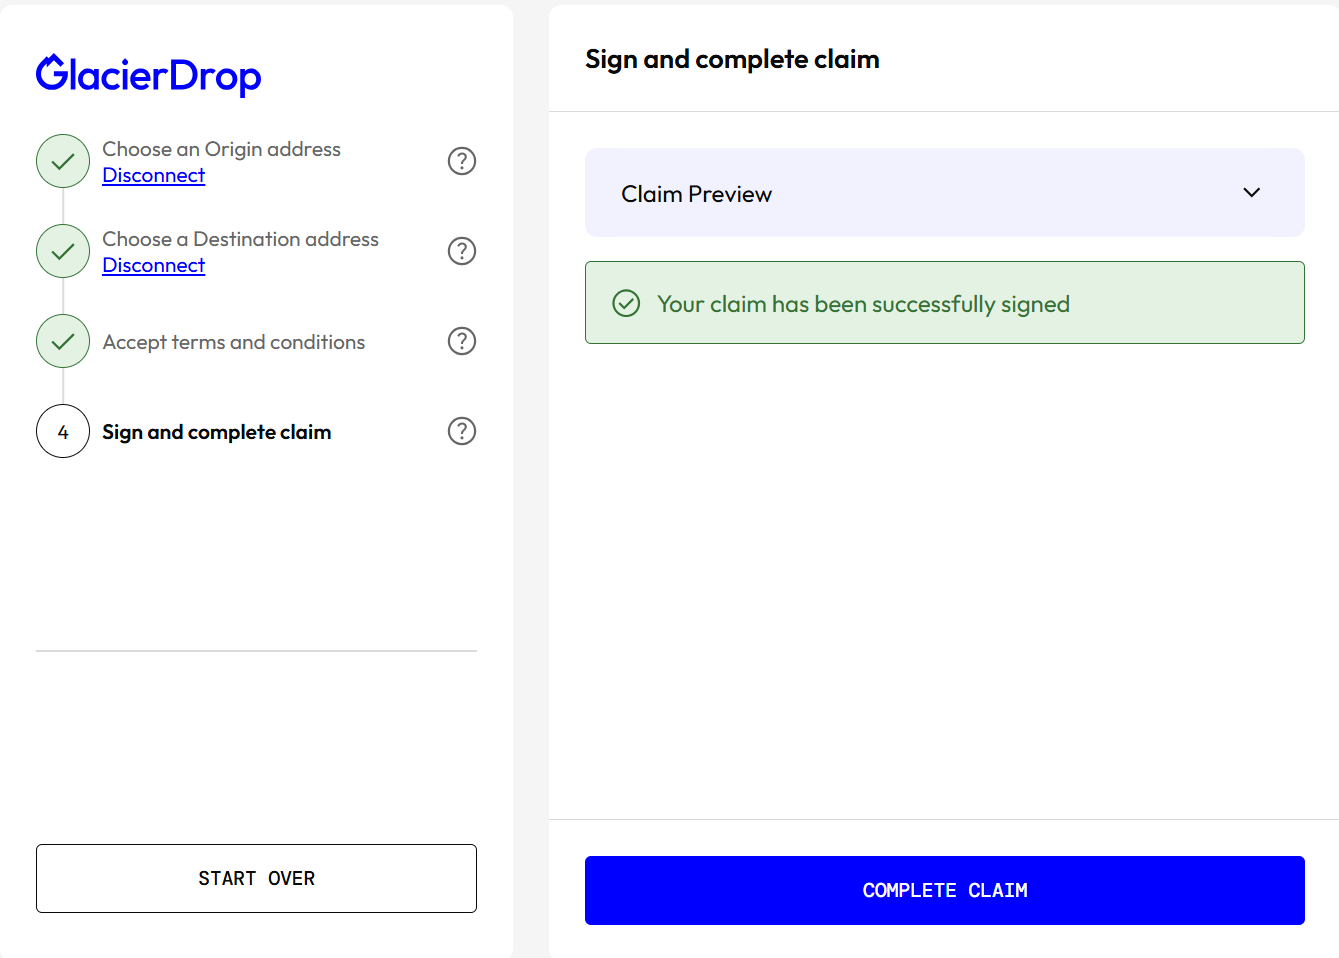 GlacierDrop
Choose an Origin address
Disconnect
Choose a Destination address
Disconnect
Accept terms and conditions
4
Sign and complete claim
START OVER
Sign and complete claim
Claim Preview
Your claim has been successfully signed
COMPLETE CLAIM